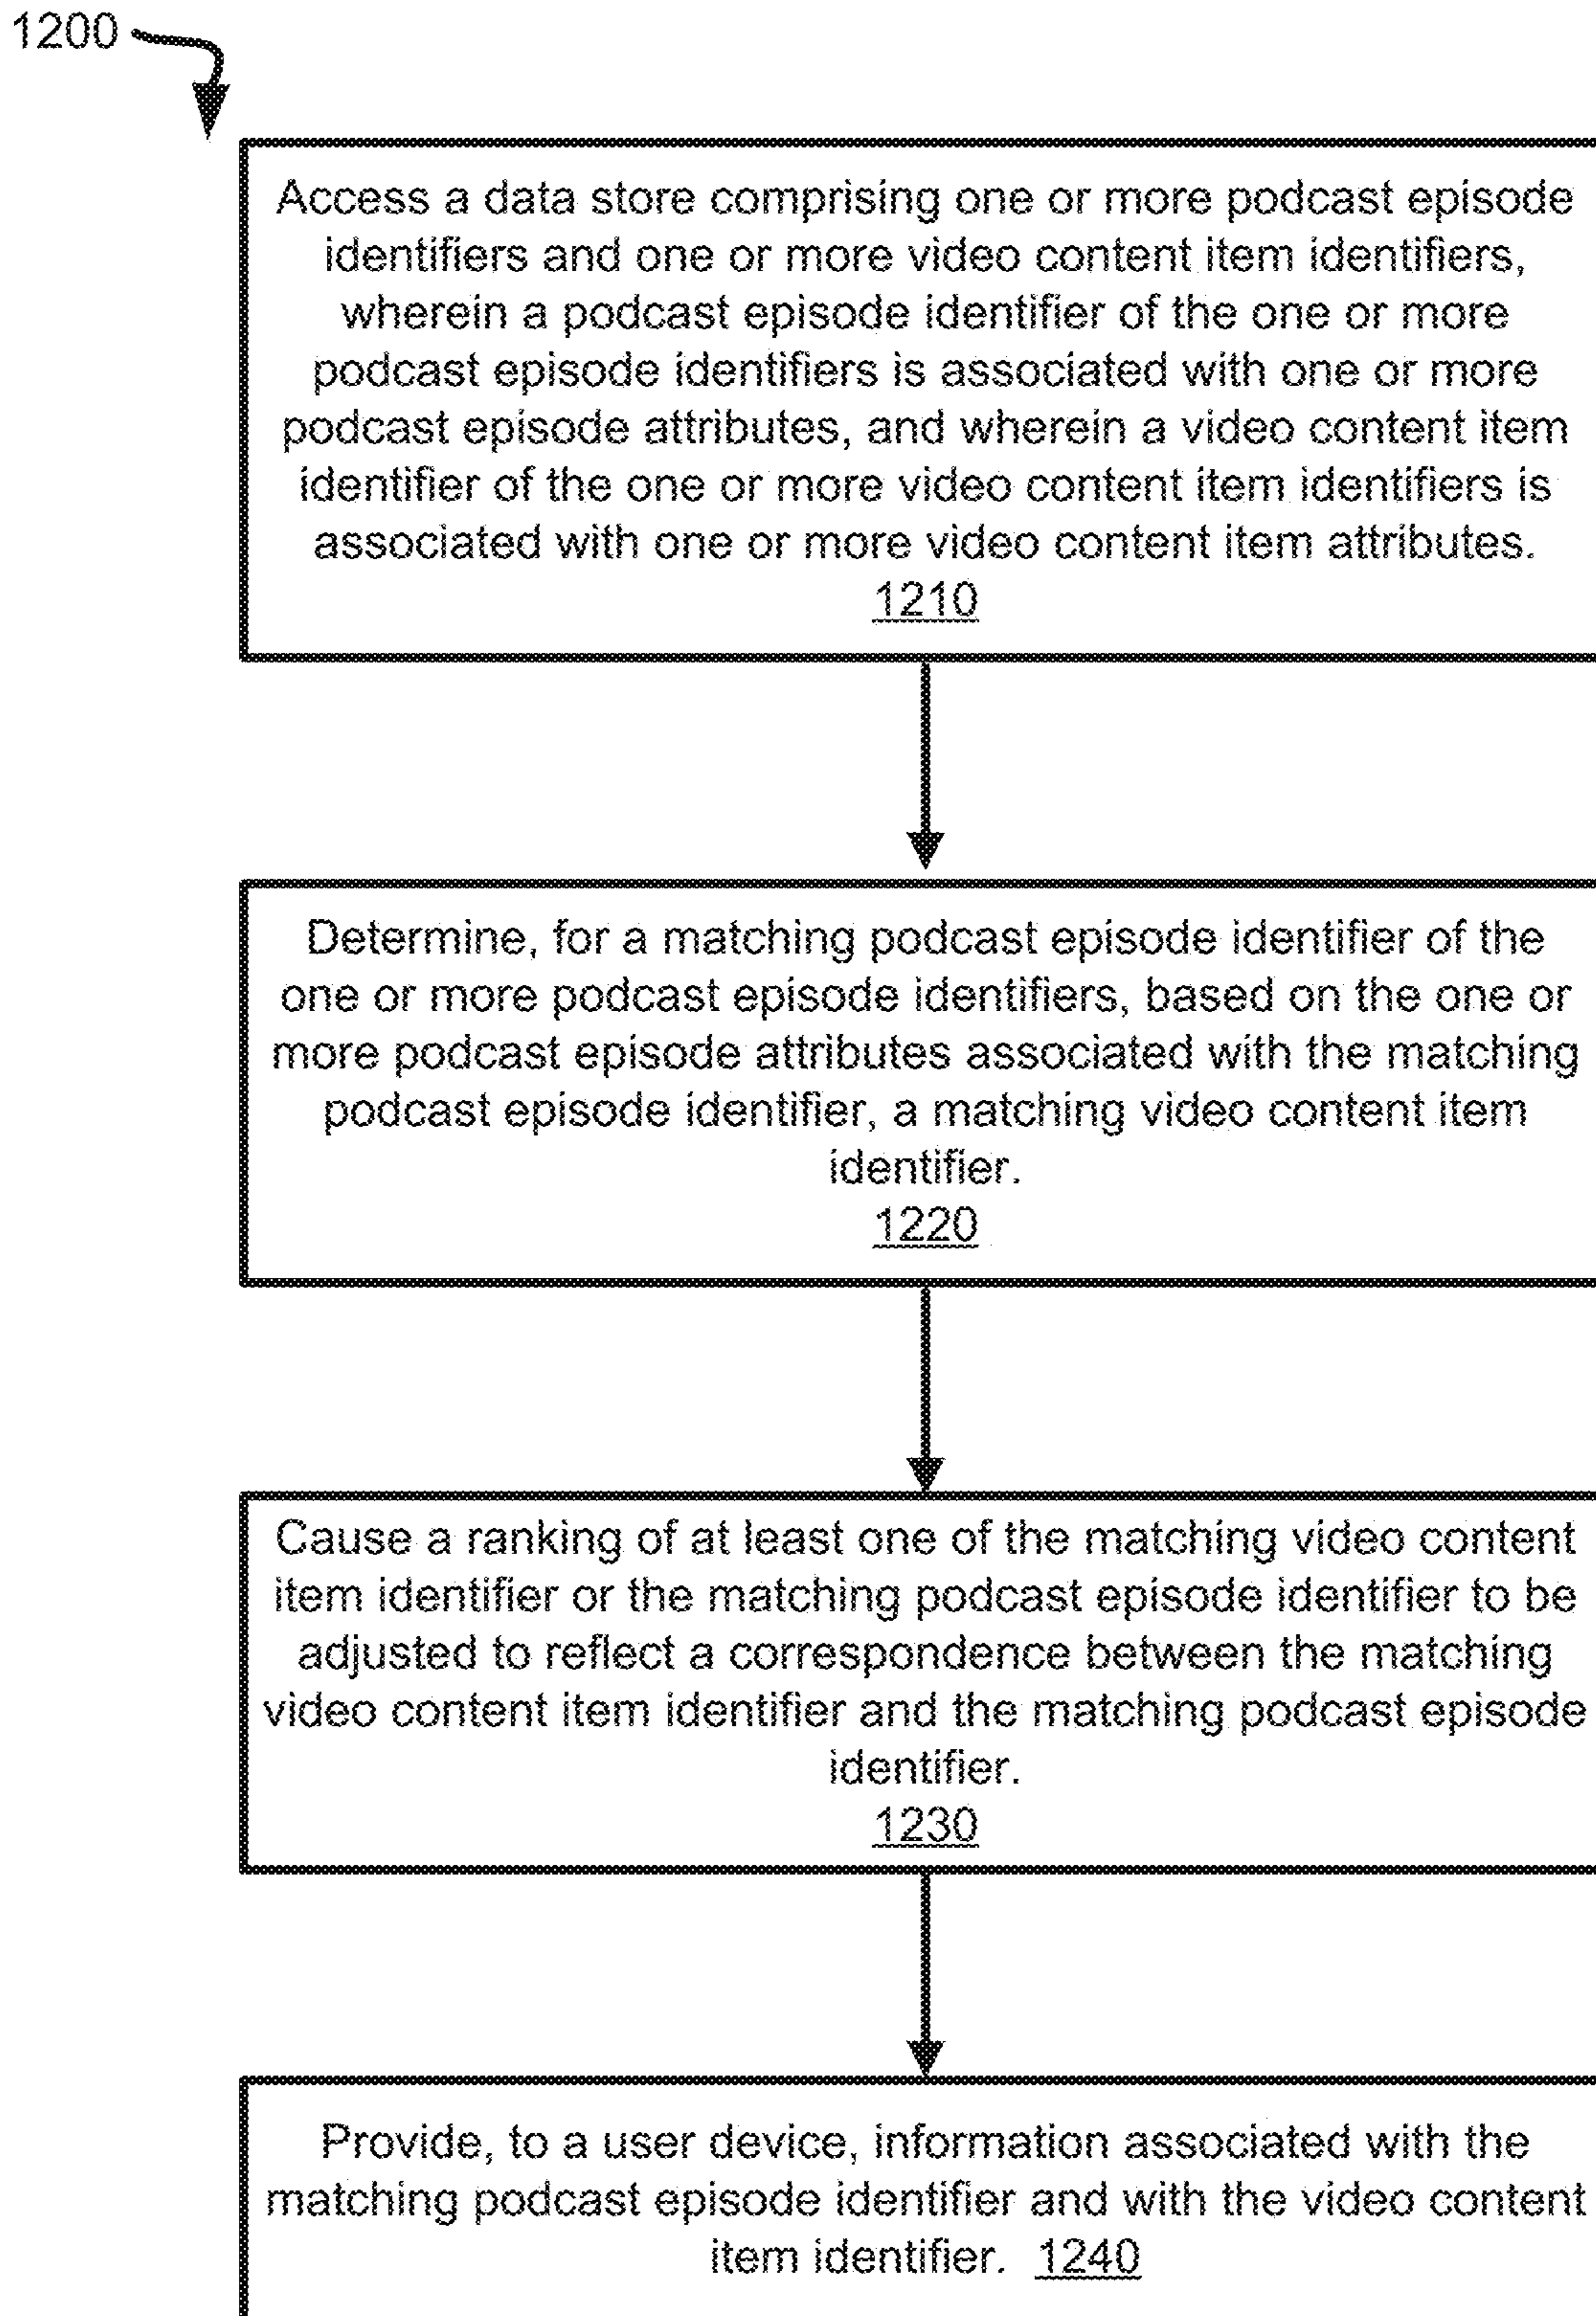 1200
Access a data store comprising one or more podcast episode
identifiers and one or more video content item identifiers,
wherein a podcast episode identifier of the one or more
podcast episode identifiers is associated with one or more
podcast episode attributes, and wherein a video content item
identifier of the one or more video content item identifiers is
associated with one or more video content item attributes.
1210
Determine, for a matching podcast episode identifier of the
one or more podcast episode identifiers, based on the one or
more podcast episode attributes associated with the matching
podcast episode identifier, a matching video content item
identifier.
1220
Cause a ranking of at least one of the matching video content
item identifier or the matching podcast episode identifier to be
adjusted to reflect a correspondence between the matching
video content item identifier and the matching podcast episode
identifier.
1230
Provide, to a user device, information associated with the
matching podcast episode identifier and with the video content
item identifier. 1240